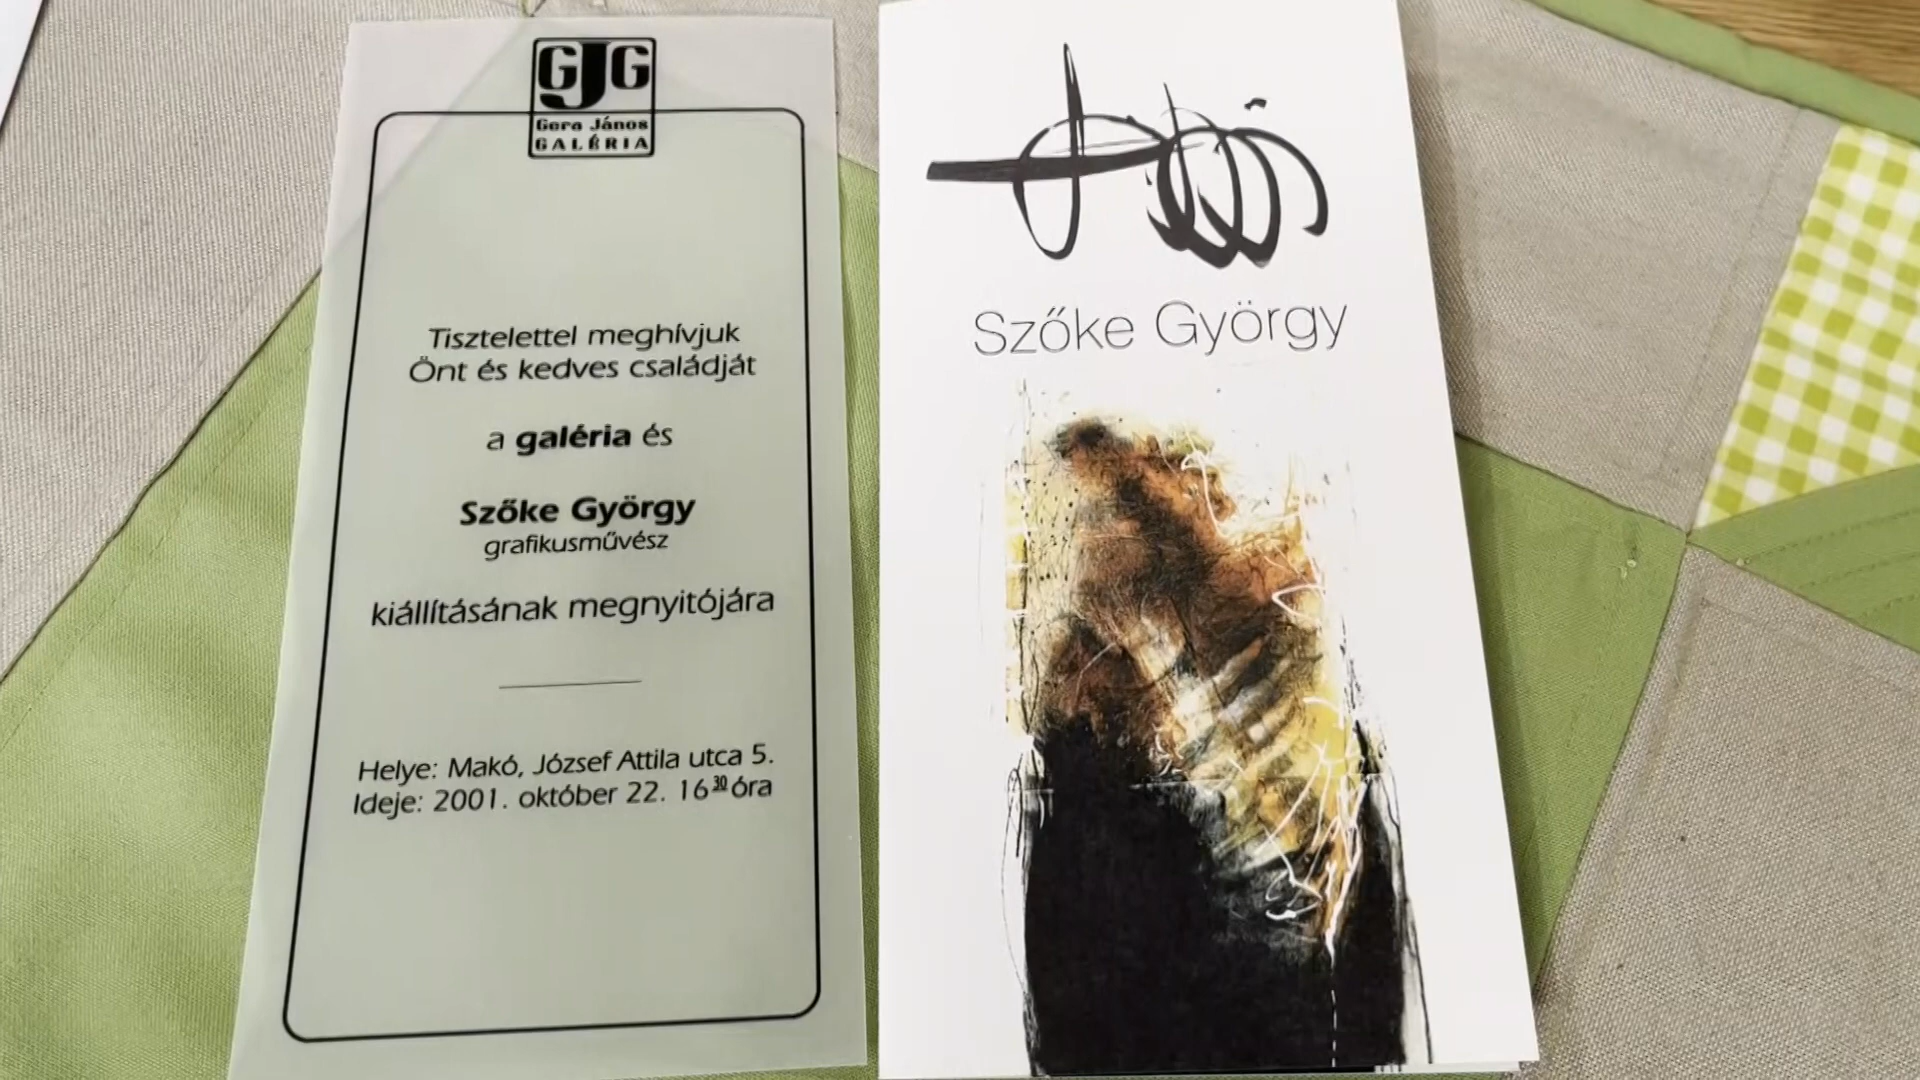 GJG
Gera János
GALÉRIA
Tisztelettel meghívjuk
Önt és kedves családját
a galéria és
Szőke György
grafikusművész
kiállításának megnyitójára
Helye: Makó, József Attila utca 5.
Ideje: 2001. október 22. 16 30 óra
Szőke György